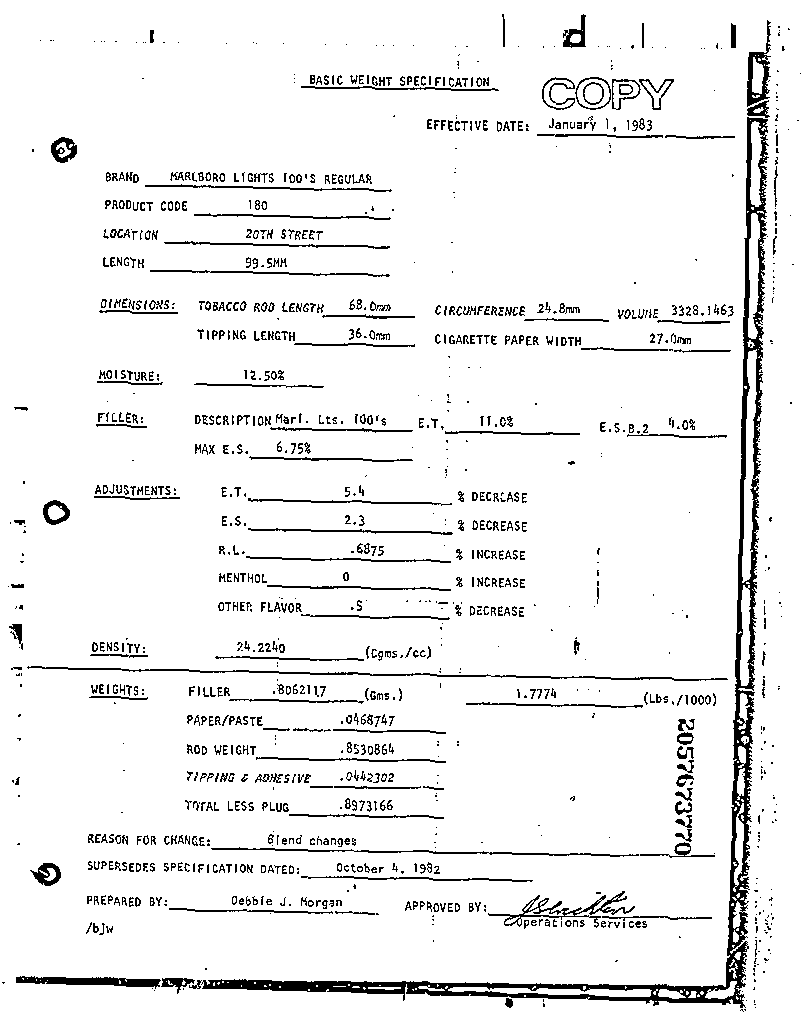 BASIC WEIGHT SPECIFICATION
COPY
EFFECTIVE DATE: January 1, 1983
BRAND MARLBORO LIGHTS 100'S REGULAR
PRODUCT CODE 180
LOCATION 20TH STREET
LENGTH 99.5MM
DIMENSIONS: TOBACCO ROD LENGTH 68.0mm CIRCUMFERENCE 24.8mm VOLUME 3328.1463
TIPPING LENGTH 36.0mm CIGARETTE PAPER WIDTH 27.0mm
MOISTURE: 12.50%
FILLER: DESCRIPTION Marl. Lts. 100's E.T. 11.0% E.S.B.2 4.0%
MAX E.S. 6.75%
ADJUSTMENTS: E.T. 5.4 % DECREASE
E.S. 2.3 % DECREASE
R.L. .6875 % INCREASE
MENTHOL 0 % INCREASE
OTHER FLAVOR .5 % DECREASE
DENSITY: 24.2240 (Cgms./cc)
WEIGHTS: FILLER .8062117 (Gms.) 1.7774 (Lbs./1000)
PAPER/PASTE .0468747
ROD WEIGHT .8530864
TIPPING & ADHESIVE .0442302
TOTAL LESS PLUG .8973166
2057673770
REASON FOR CHANGE: Blend changes
SUPERSEDES SPECIFICATION DATED: October 4, 1982
PREPARED BY: Debbie J. Morgan APPROVED BY:
Operations Services
/bjw